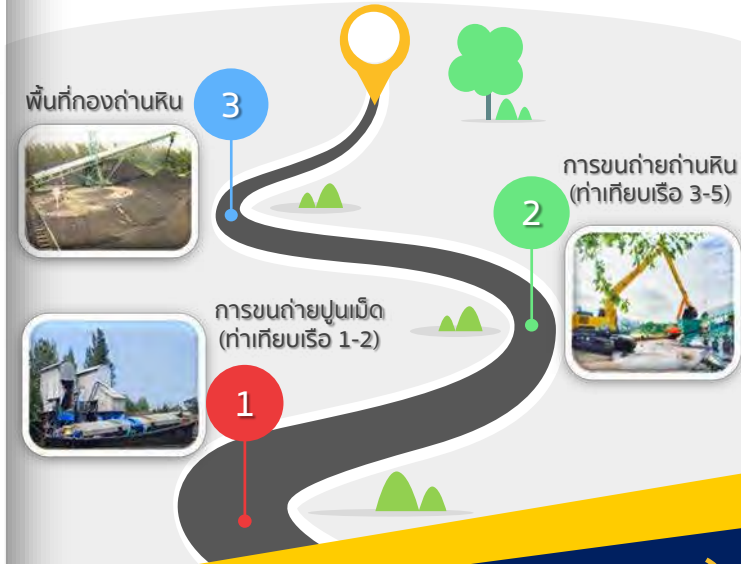 พื้นที่กองถ่านหิน
3
การขนถ่ายถ่านหิน
(ท่าเทียบเรือ 3-5)
2
การขนถ่ายปูนเม็ด
(ท่าเทียบเรือ 1-2)
1